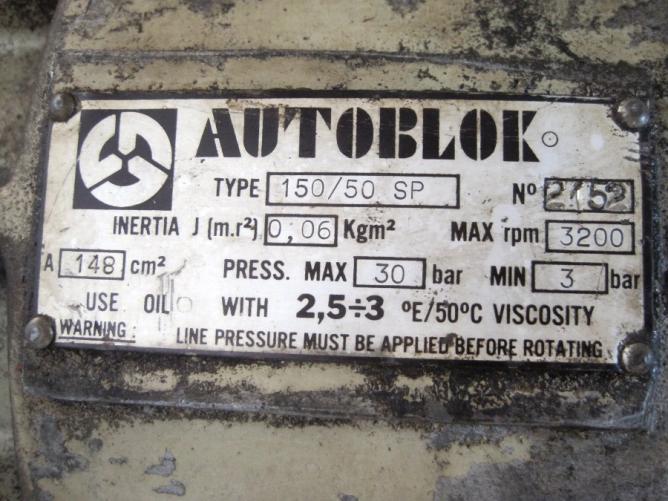 AUTOBLOK
TYPE 150/50 SP Nº 2152
INERTIA J (m.r²) 0,06 Kgm² MAX rpm 3200
A 148 cm² PRESS. MAX 30 bar MIN 3 bar
USE OIL WITH 2,5÷3 ºE/50ºC VISCOSITY
WARNING: LINE PRESSURE MUST BE APPLIED BEFORE ROTATING